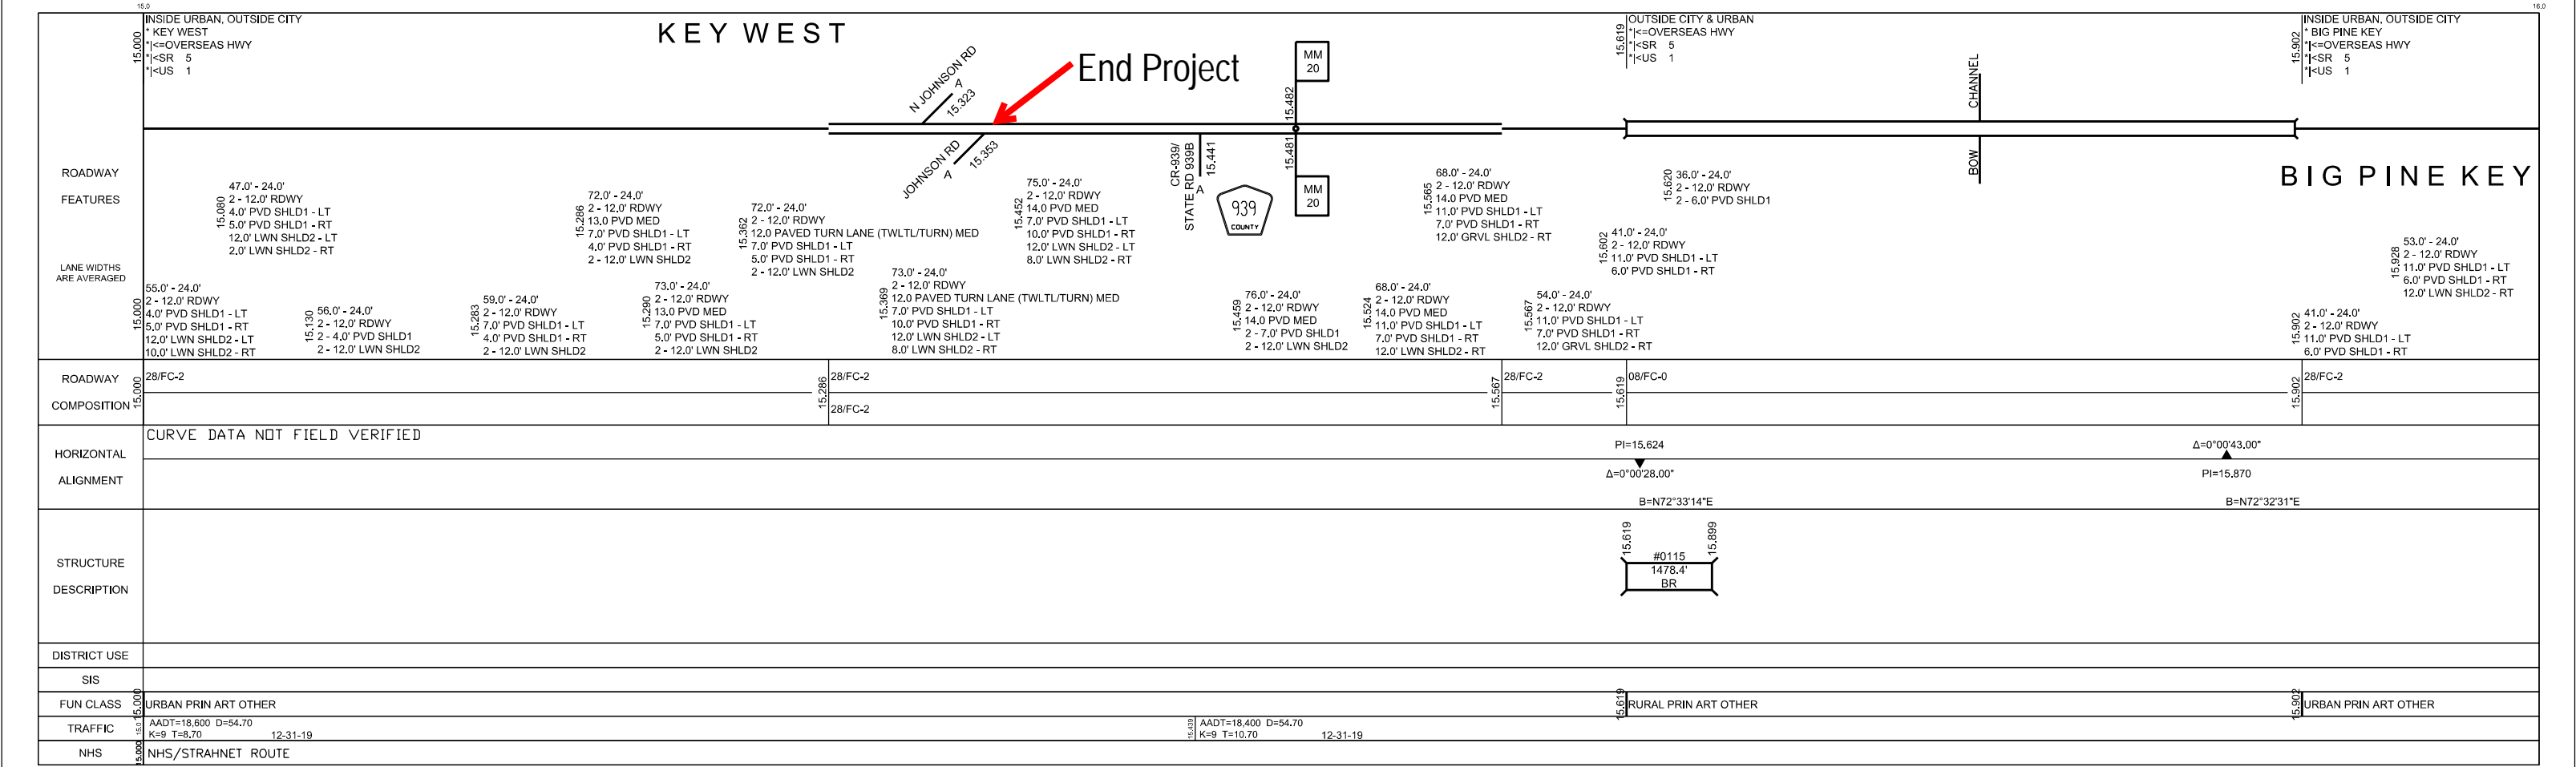 15.0
16.0
15.000
INSIDE URBAN, OUTSIDE CITY
* KEY WEST
*|<=OVERSEAS HWY
*|<SR 5
*|<US 1
KEY WEST
N JOHNSON RD
A
15.323
End Project
JOHNSON RD
A
15.353
CR-939/
STATE RD 939B
A
15.441
939
COUNTY
MM
20
15.482
15.481
MM
20
15.619
OUTSIDE CITY & URBAN
*|<=OVERSEAS HWY
*|<SR 5
*|<US 1
BOW
CHANNEL
15.902
INSIDE URBAN, OUTSIDE CITY
* BIG PINE KEY
*|<=OVERSEAS HWY
*|<SR 5
*|<US 1
BIG PINE KEY
ROADWAY
FEATURES
LANE WIDTHS
ARE AVERAGED
15.000
55.0' - 24.0'
2 - 12.0' RDWY
4.0' PVD SHLD1 - LT
5.0' PVD SHLD1 - RT
12.0' LWN SHLD2 - LT
10.0' LWN SHLD2 - RT
15.080
47.0' - 24.0'
2 - 12.0' RDWY
4.0' PVD SHLD1 - LT
5.0' PVD SHLD1 - RT
12.0' LWN SHLD2 - LT
2.0' LWN SHLD2 - RT
15.130
56.0' - 24.0'
2 - 12.0' RDWY
2 - 4.0' PVD SHLD1
2 - 12.0' LWN SHLD2
15.283
59.0' - 24.0'
2 - 12.0' RDWY
7.0' PVD SHLD1 - LT
4.0' PVD SHLD1 - RT
2 - 12.0' LWN SHLD2
15.286
72.0' - 24.0'
2 - 12.0' RDWY
13.0 PVD MED
7.0' PVD SHLD1 - LT
4.0' PVD SHLD1 - RT
2 - 12.0' LWN SHLD2
15.290
73.0' - 24.0'
2 - 12.0' RDWY
13.0 PVD MED
7.0' PVD SHLD1 - LT
5.0' PVD SHLD1 - RT
2 - 12.0' LWN SHLD2
15.362
72.0' - 24.0'
2 - 12.0' RDWY
12.0 PAVED TURN LANE (TWLTL/TURN) MED
7.0' PVD SHLD1 - LT
5.0' PVD SHLD1 - RT
2 - 12.0' LWN SHLD2
15.369
73.0' - 24.0'
2 - 12.0' RDWY
12.0 PAVED TURN LANE (TWLTL/TURN) MED
7.0' PVD SHLD1 - LT
10.0' PVD SHLD1 - RT
12.0' LWN SHLD2 - LT
8.0' LWN SHLD2 - RT
15.452
75.0' - 24.0'
2 - 12.0' RDWY
14.0 PVD MED
7.0' PVD SHLD1 - LT
10.0' PVD SHLD1 - RT
12.0' LWN SHLD2 - LT
8.0' LWN SHLD2 - RT
15.459
76.0' - 24.0'
2 - 12.0' RDWY
14.0 PVD MED
2 - 7.0' PVD SHLD1
2 - 12.0' LWN SHLD2
15.524
68.0' - 24.0'
2 - 12.0' RDWY
14.0 PVD MED
11.0' PVD SHLD1 - LT
7.0' PVD SHLD1 - RT
12.0' LWN SHLD2 - RT
15.565
68.0' - 24.0'
2 - 12.0' RDWY
14.0 PVD MED
11.0' PVD SHLD1 - LT
7.0' PVD SHLD1 - RT
12.0' GRVL SHLD2 - RT
15.567
54.0' - 24.0'
2 - 12.0' RDWY
11.0' PVD SHLD1 - LT
7.0' PVD SHLD1 - RT
12.0' GRVL SHLD2 - RT
15.602
41.0' - 24.0'
2 - 12.0' RDWY
11.0' PVD SHLD1 - LT
6.0' PVD SHLD1 - RT
15.620
36.0' - 24.0'
2 - 12.0' RDWY
2 - 6.0' PVD SHLD1
15.902
41.0' - 24.0'
2 - 12.0' RDWY
11.0' PVD SHLD1 - LT
6.0' PVD SHLD1 - RT
15.928
53.0' - 24.0'
2 - 12.0' RDWY
11.0' PVD SHLD1 - LT
6.0' PVD SHLD1 - RT
12.0' LWN SHLD2 - RT
ROADWAY
COMPOSITION
15.000
28/FC-2
15.286
28/FC-2
28/FC-2
15.567
28/FC-2
15.619
08/FC-0
15.902
28/FC-2
HORIZONTAL
ALIGNMENT
CURVE DATA NOT FIELD VERIFIED
PI=15.624
Δ=0°00'28.00"
B=N72°33'14"E
Δ=0°00'43.00"
PI=15.870
B=N72°32'31"E
STRUCTURE
DESCRIPTION
15.619
15.899
#0115
1478.4'
BR
DISTRICT USE
SIS
FUN CLASS
15.000
URBAN PRIN ART OTHER
15.619
RURAL PRIN ART OTHER
15.902
URBAN PRIN ART OTHER
TRAFFIC
15.0
AADT=18,600 D=54.70
K=9 T=8.70 12-31-19
15.439
AADT=18,400 D=54.70
K=9 T=10.70 12-31-19
NHS
15.000
NHS/STRAHNET ROUTE